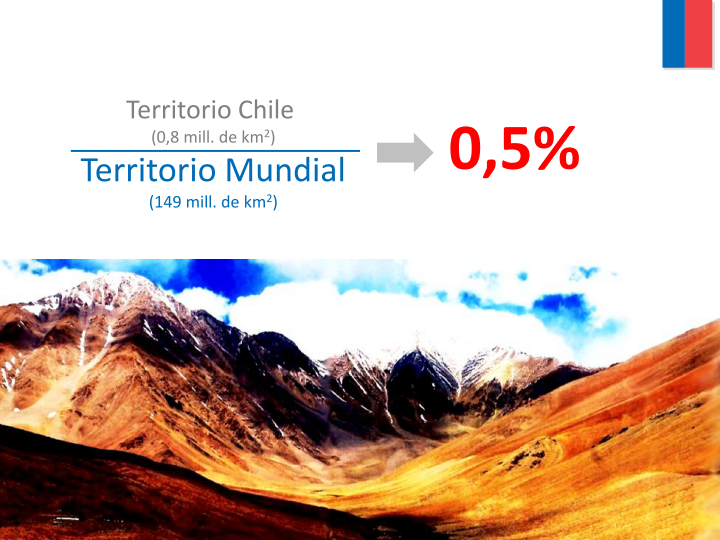 Territorio Chile
(0,8 mill. de km²)
Territorio Mundial
(149 mill. de km²)
0,5%